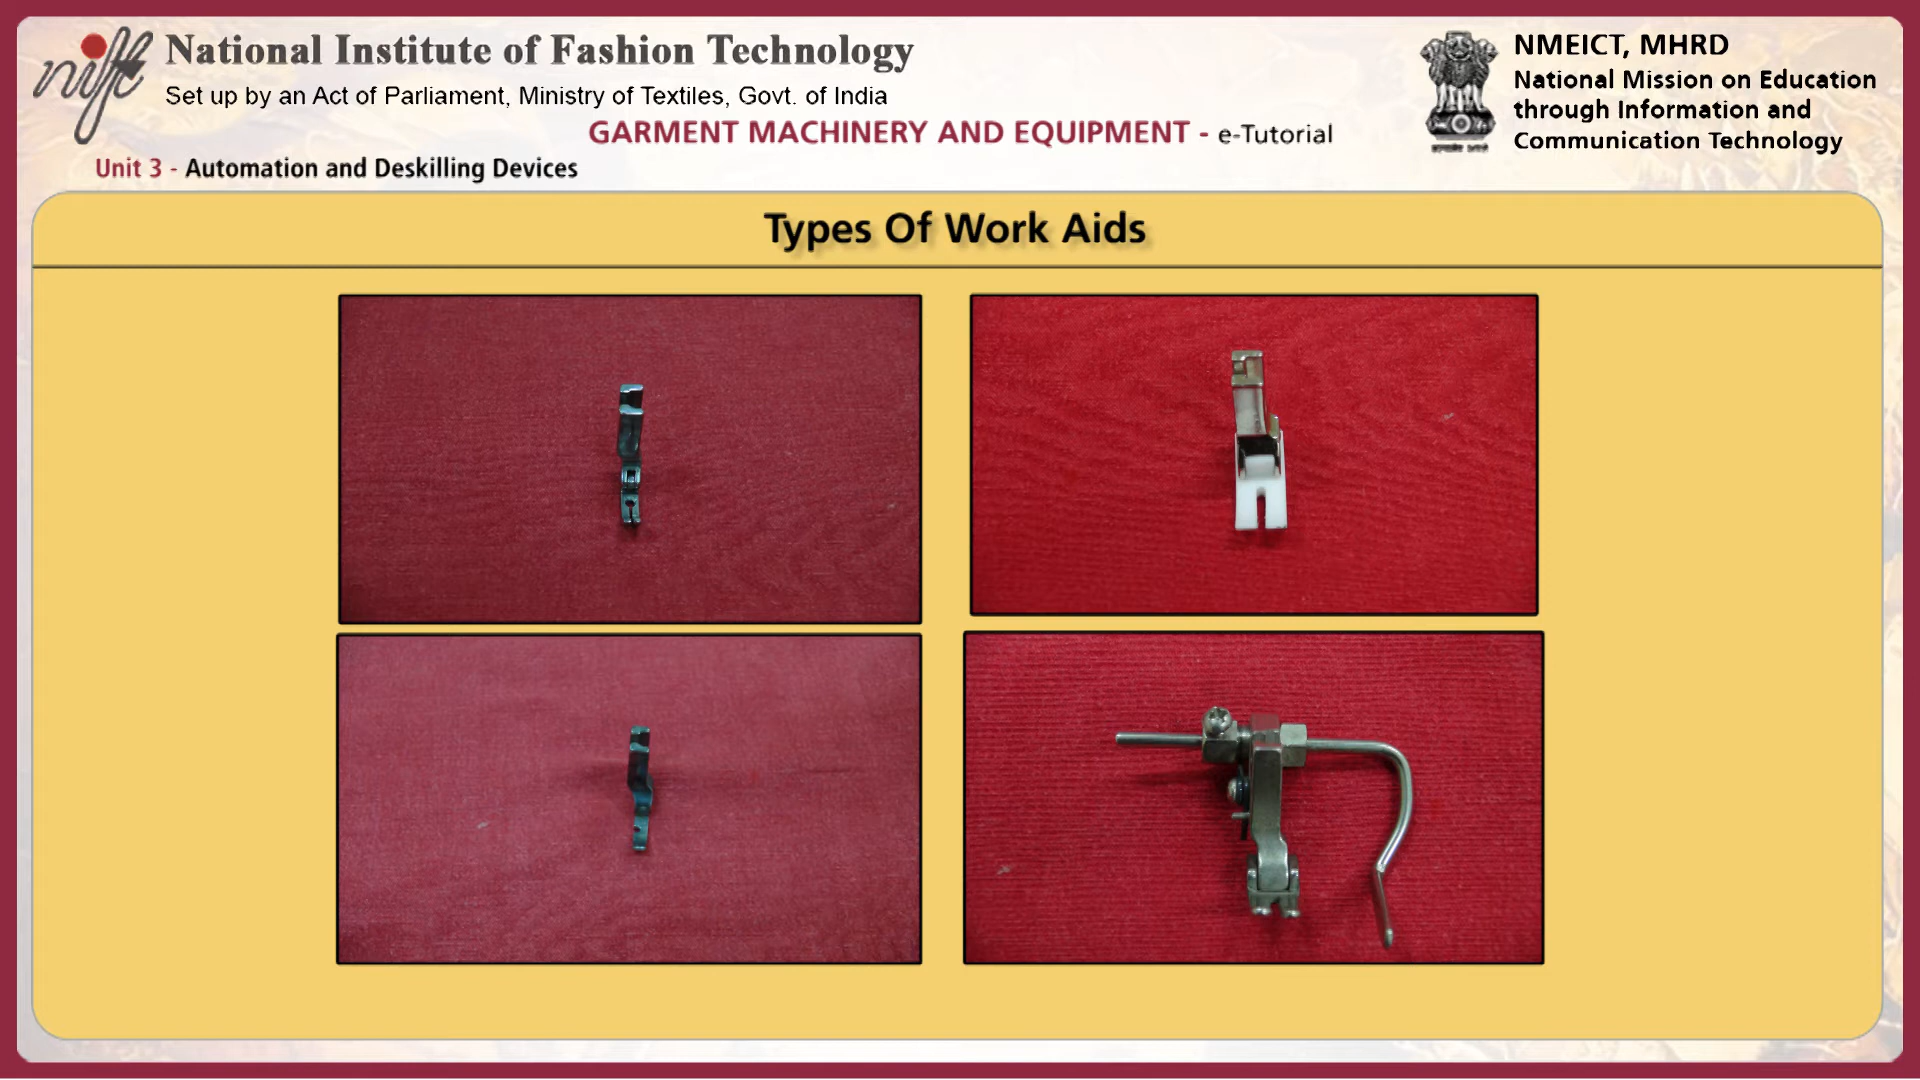 nift
National Institute of Fashion Technology
Set up by an Act of Parliament, Ministry of Textiles, Govt. of India
GARMENT MACHINERY AND EQUIPMENT - e-Tutorial
Unit 3 - Automation and Deskilling Devices
NMEICT, MHRD
National Mission on Education
through Information and
Communication Technology
Types Of Work Aids